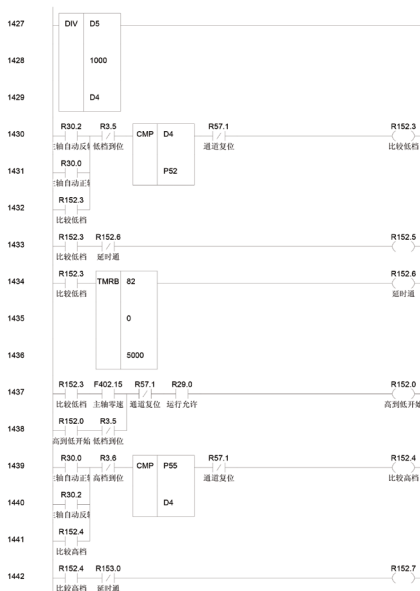 1427 DIV D5
1428 1000
1429 D4
1430 R30.2 R3.5 CMP D4 R57.1 R152.3
主轴自动反转 低档到位 通道复位 比较低档
1431 R30.0 P52
主轴自动正转
1432 R152.3
比较低档
1433 R152.3 R152.6 R152.5
比较低档 延时通
1434 R152.3 TMRB 82 R152.6
比较低档 延时通
1435 0
1436 5000
1437 R152.3 F402.15 R57.1 R29.0 R152.0
比较低档 主轴零速 通道复位 运行允许 高到低开始
1438 R152.0 R3.5
高到低开始 低档到位
1439 R30.0 R3.6 CMP P55 R57.1 R152.4
主轴自动正转 高档到位 通道复位 比较高档
1440 R30.2 D4
主轴自动反转
1441 R152.4
比较高档
1442 R152.4 R153.0 R152.7
比较高档 延时通